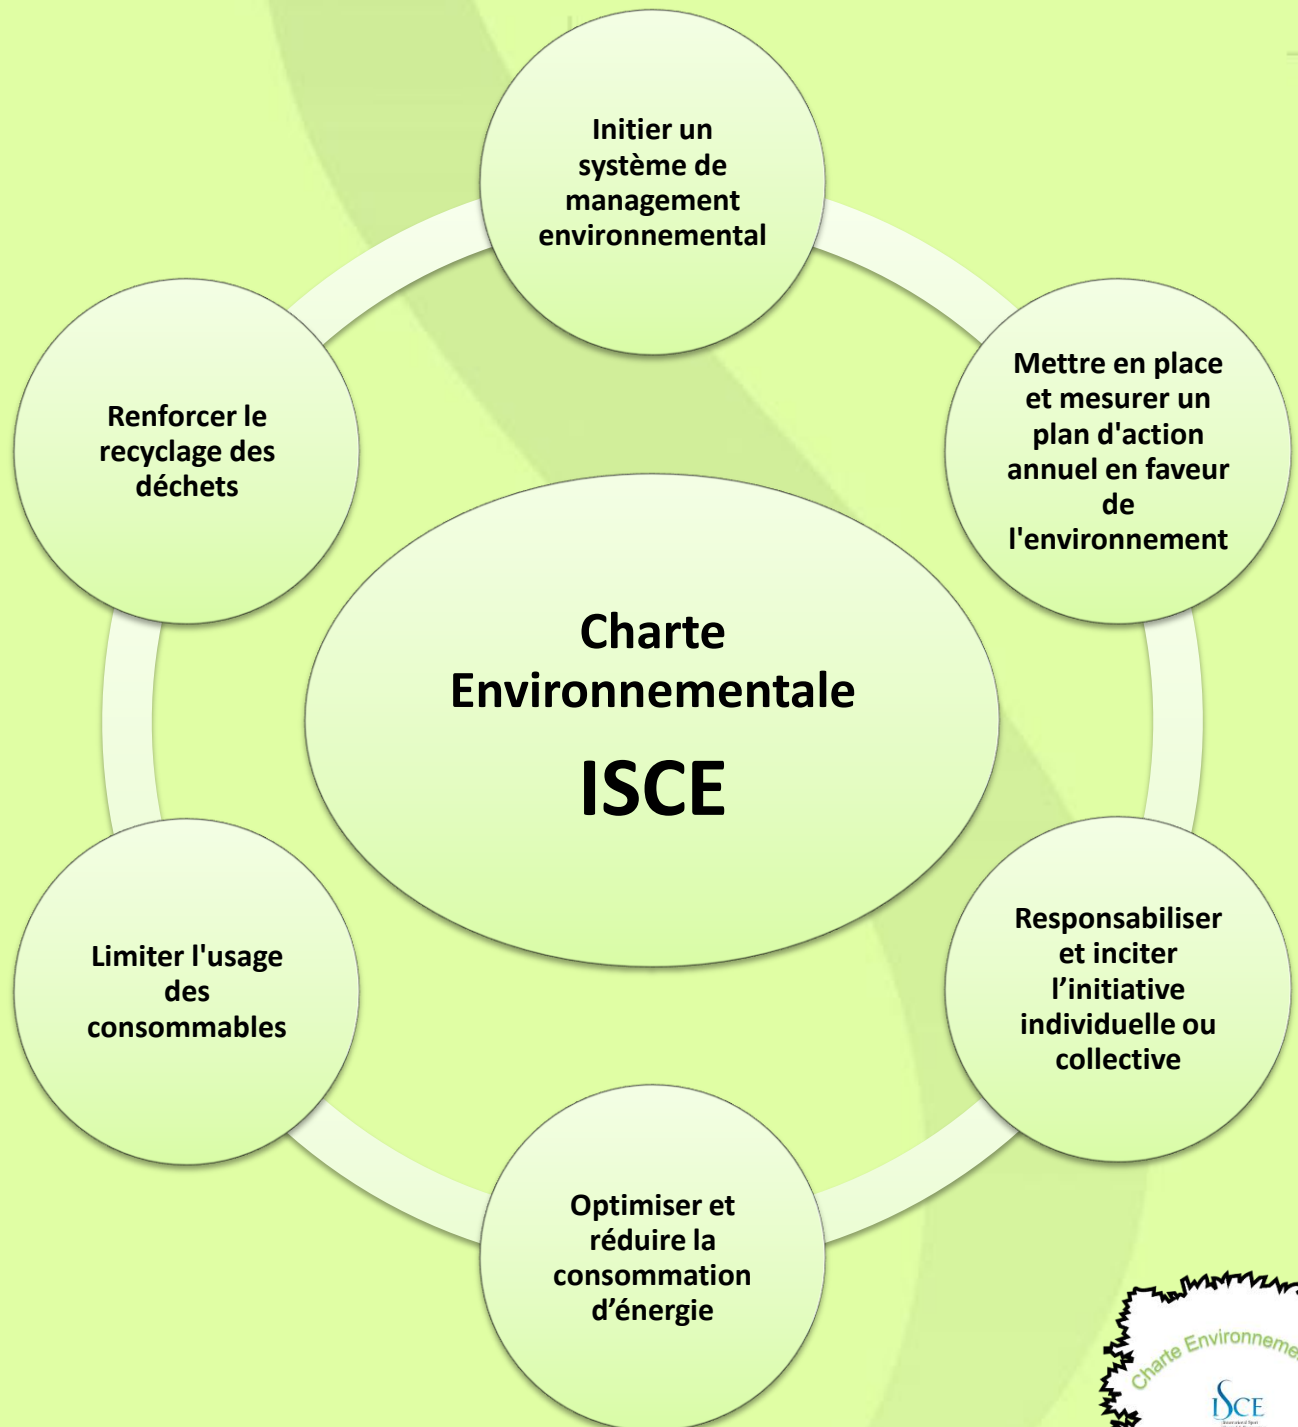 Initier un
système de
management
environnemental
Mettre en place
et mesurer un
plan d'action
annuel en faveur
de
l'environnement
Responsabiliser
et inciter
l’initiative
individuelle ou
collective
Optimiser et
réduire la
consommation
d’énergie
Limiter l'usage
des
consommables
Renforcer le
recyclage des
déchets
Charte
Environnementale
ISCE
Charte
ISCE